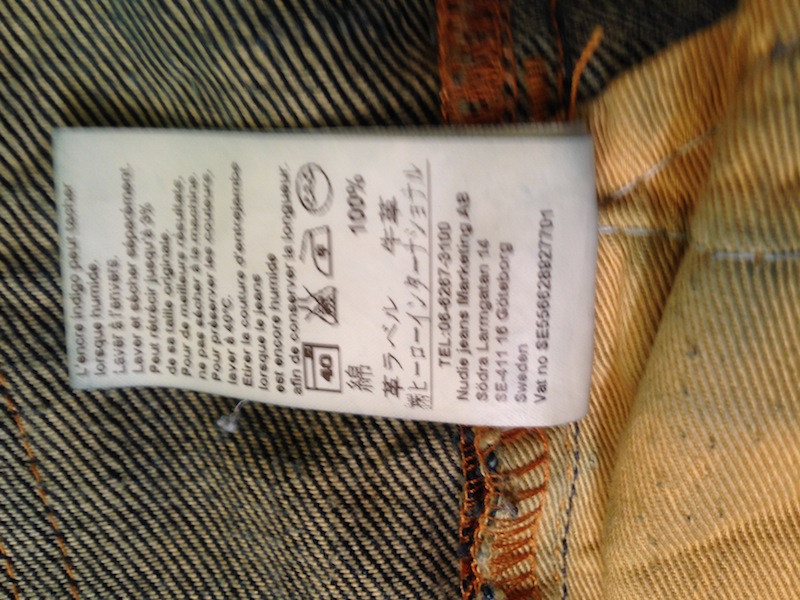 L'encre indigo peut tacher
lorsque humide.
Laver à l'envers.
Laver et sécher séparément.
Peut rétrécir jusqu'à 3%
de sa taille originale.
Pour de meilleurs résultats,
ne pas sécher à la machine.
Pour préserver les couleurs,
laver à 40°C.
Etirer le couture d'entrejambe
lorsque le jeans
est encore humide
afin de conserver la longueur.
40
綿 100%
革ラベル 牛革
㈱ヒーローインターナショナル
TEL:06-6267-3100
Nudie jeans Marketing AB
Södra Larmgatan 14
SE-411 16 Göteborg
Sweden
Vat no SE556628927701